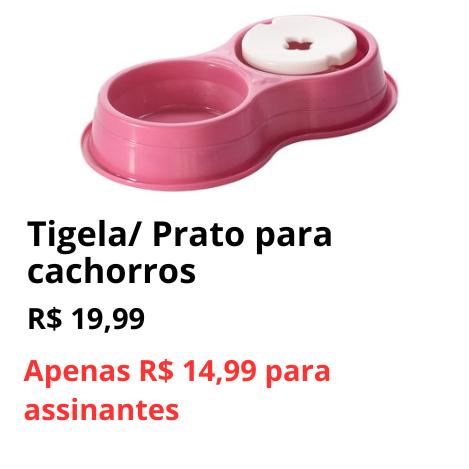 Tigela/ Prato para
cachorros
R$ 19,99
Apenas R$ 14,99 para
assinantes